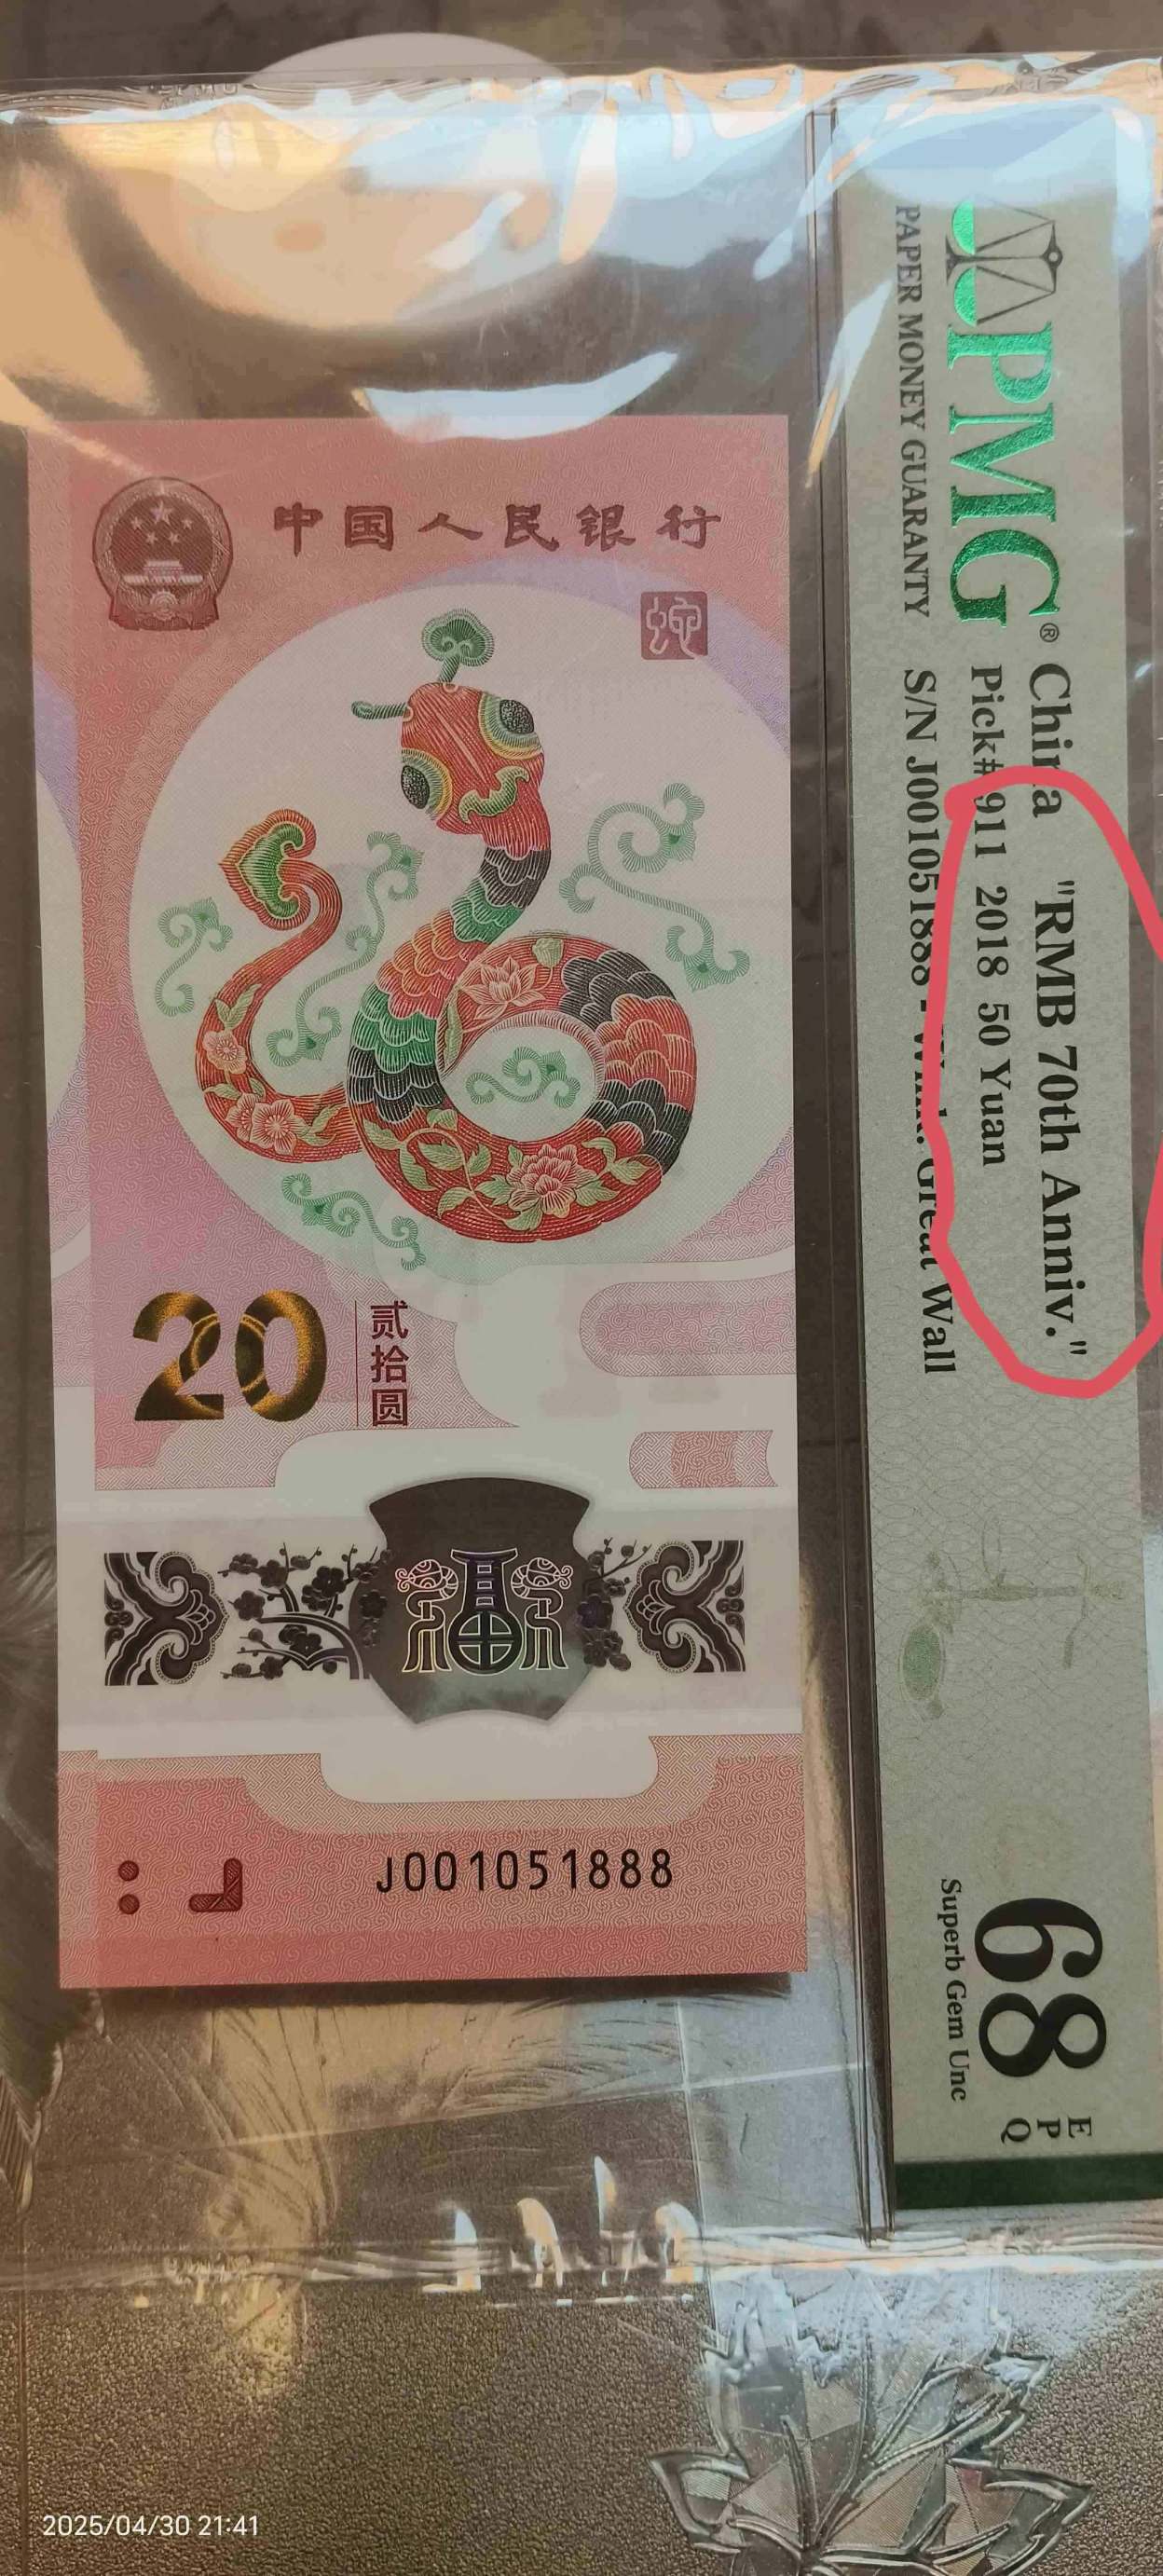 中国人民银行
蛇
20
贰拾圆
J001051888
PMG®
PAPER MONEY GUARANTY
China "RMB 70th Anniv."
Pick# 911 2018 50 Yuan
S/N J001051888 - Wmk: Great Wall
68 EPQ
Superb Gem Unc
2025/04/30 21:41